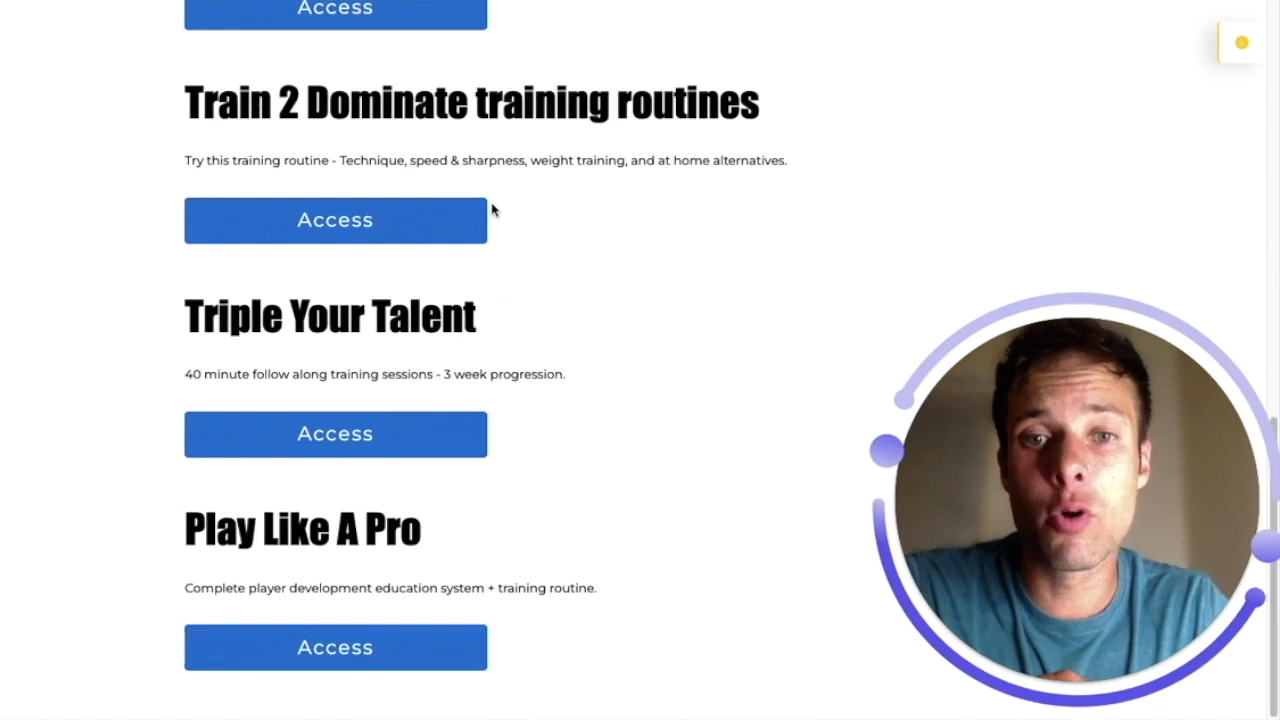 Access
Train 2 Dominate training routines
Try this training routine - Technique, speed & sharpness, weight training, and at home alternatives.
Access
Triple Your Talent
40 minute follow along training sessions - 3 week progression.
Access
Play Like A Pro
Complete player development education system + training routine.
Access